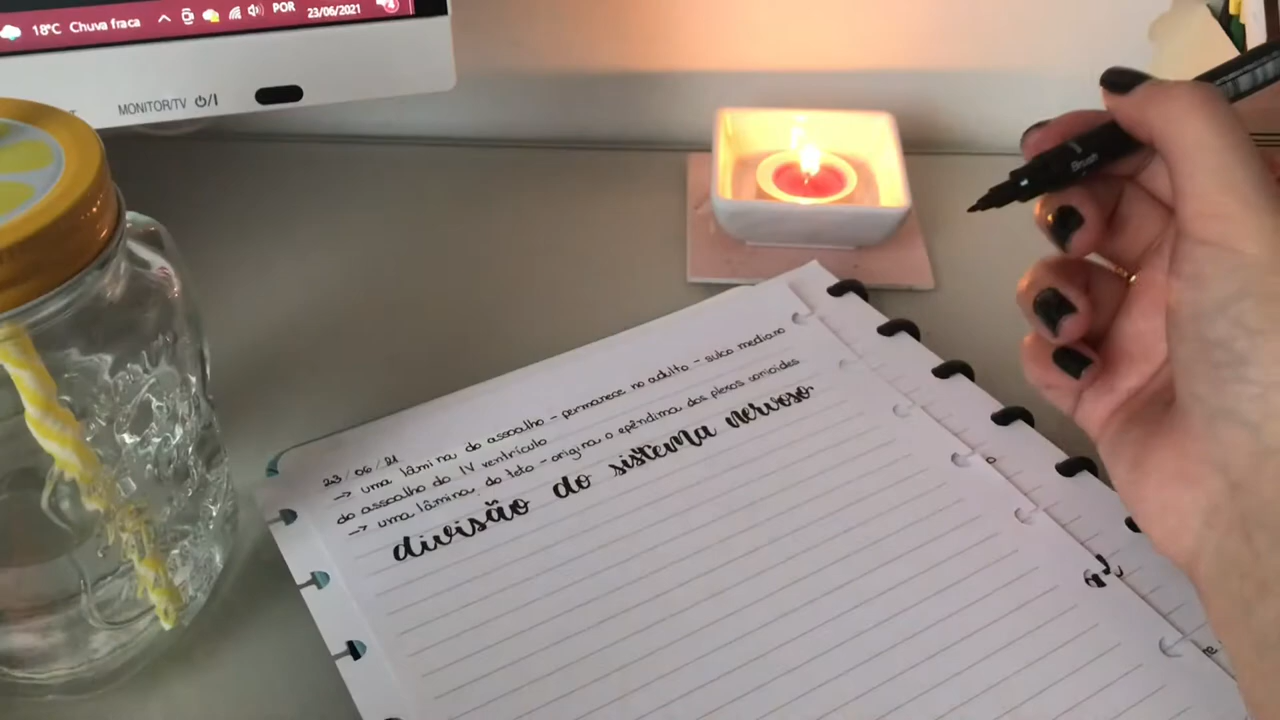 18°C Chuva fraca
POR
23/06/2021
4
MONITOR/TV
Brush
23/06/21
→ uma lâmina do assoalho - permanece no adulto - sulco mediano
do assoalho do IV ventrículo
→ uma lâmina do teto - origina o epêndima dos plexos corioides
divisão do sistema nervoso